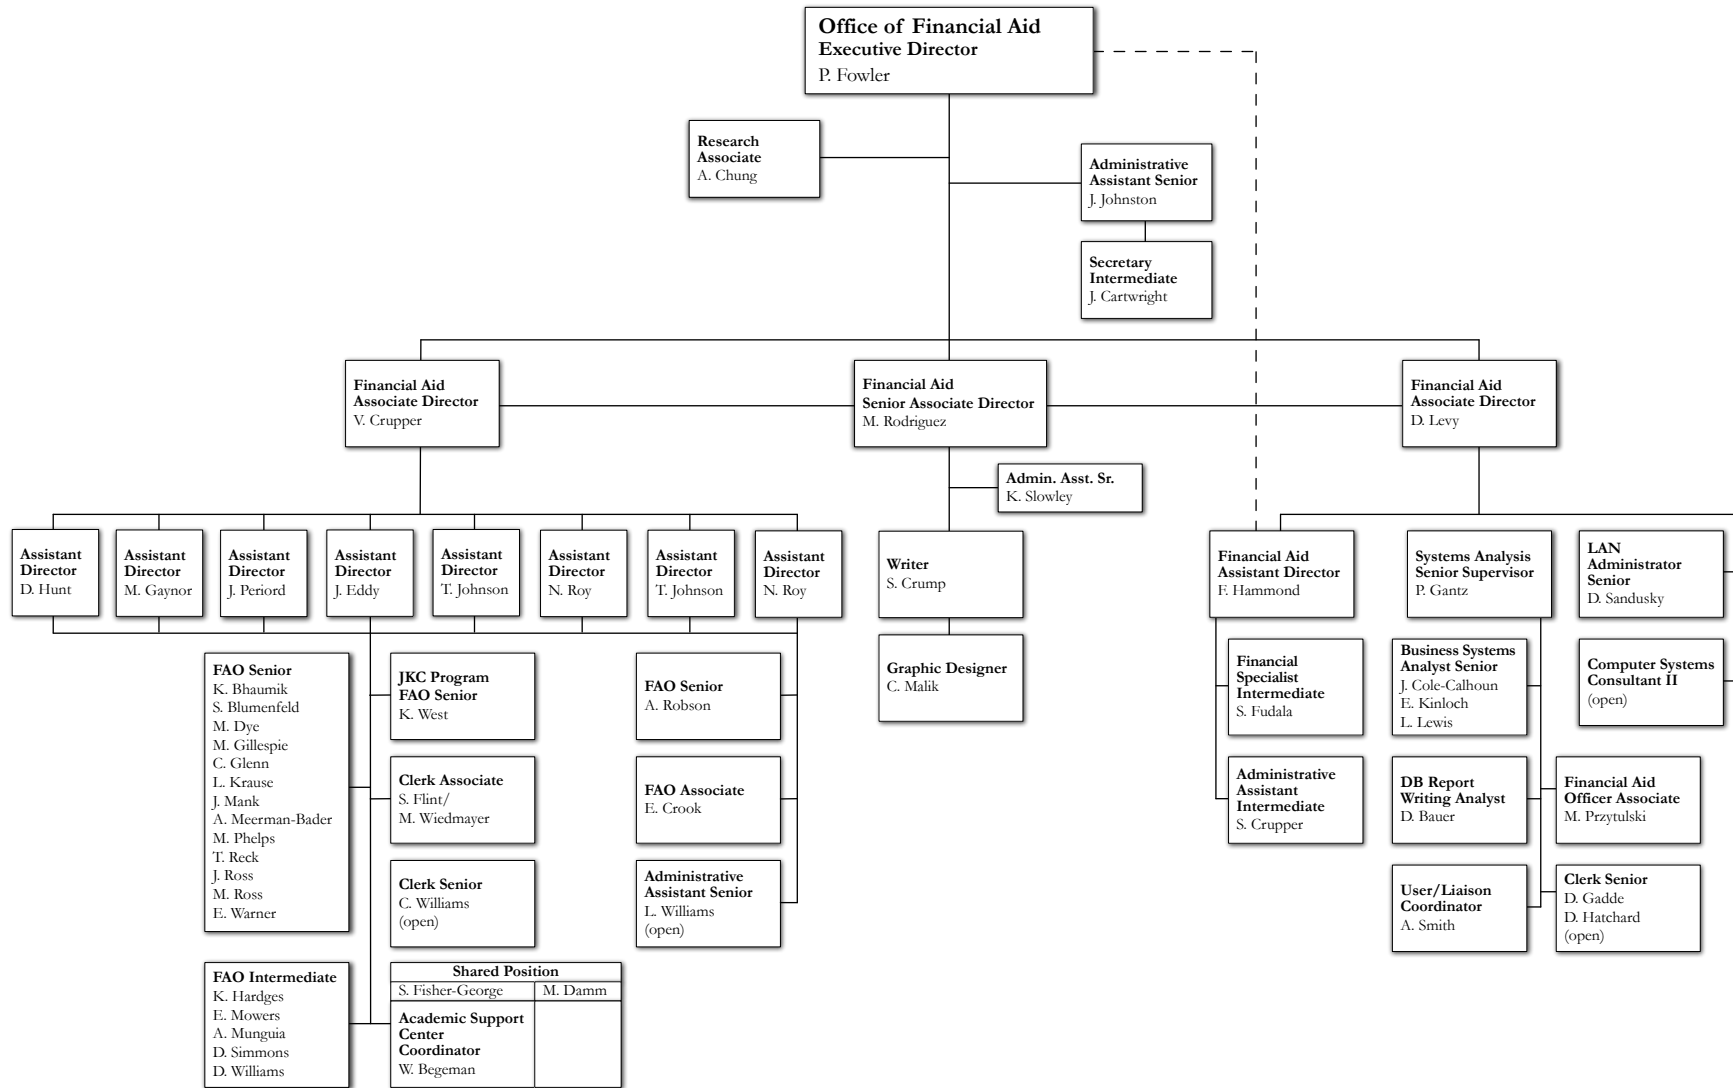 Office of Financial Aid
Executive Director
P. Fowler
Research
Associate
A. Chung
Administrative
Assistant Senior
J. Johnston
Secretary
Intermediate
J. Cartwright
Financial Aid
Associate Director
V. Crupper
Financial Aid
Senior Associate Director
M. Rodriguez
Financial Aid
Associate Director
D. Levy
Admin. Asst. Sr.
K. Slowley
Assistant
Director
D. Hunt
Assistant
Director
M. Gaynor
Assistant
Director
J. Periord
Assistant
Director
J. Eddy
Assistant
Director
T. Johnson
Assistant
Director
N. Roy
Assistant
Director
T. Johnson
Assistant
Director
N. Roy
Writer
S. Crump
Graphic Designer
C. Malik
Financial Aid
Assistant Director
F. Hammond
Systems Analysis
Senior Supervisor
P. Gantz
LAN
Administrator
Senior
D. Sandusky
FAO Senior
K. Bhaumik
S. Blumenfeld
M. Dye
M. Gillespie
C. Glenn
L. Krause
J. Mank
A. Meerman-Bader
M. Phelps
T. Reck
J. Ross
M. Ross
E. Warner
FAO Intermediate
K. Hardges
E. Mowers
A. Munguia
D. Simmons
D. Williams
JKC Program
FAO Senior
K. West
Clerk Associate
S. Flint/
M. Wiedmayer
Clerk Senior
C. Williams
(open)
Shared Position
S. Fisher-George
M. Damm
Academic Support
Center
Coordinator
W. Begeman
FAO Senior
A. Robson
FAO Associate
E. Crook
Administrative
Assistant Senior
L. Williams
(open)
Financial
Specialist
Intermediate
S. Fudala
Administrative
Assistant
Intermediate
S. Crupper
Business Systems
Analyst Senior
J. Cole-Calhoun
E. Kinloch
L. Lewis
DB Report
Writing Analyst
D. Bauer
User/Liaison
Coordinator
A. Smith
Computer Systems
Consultant II
(open)
Financial Aid
Officer Associate
M. Przytulski
Clerk Senior
D. Gadde
D. Hatchard
(open)